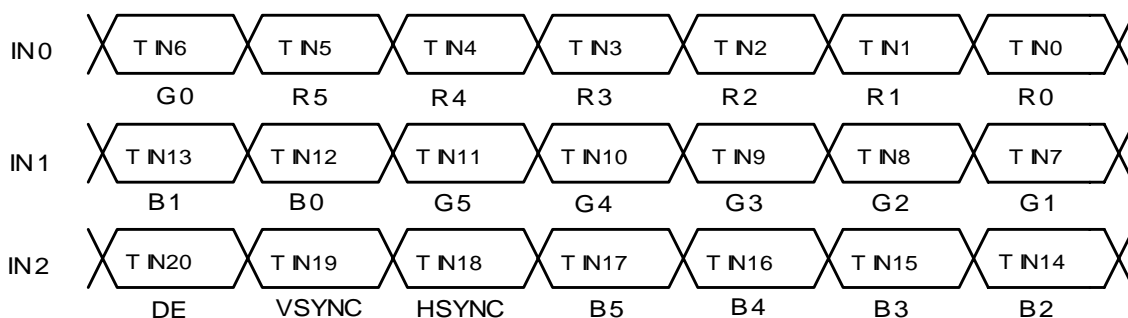 IN0 TIN6 TIN5 TIN4 TIN3 TIN2 TIN1 TIN0
G0 R5 R4 R3 R2 R1 R0
IN1 TIN13 TIN12 TIN11 TIN10 TIN9 TIN8 TIN7
B1 B0 G5 G4 G3 G2 G1
IN2 TIN20 TIN19 TIN18 TIN17 TIN16 TIN15 TIN14
DE VSYNC HSYNC B5 B4 B3 B2